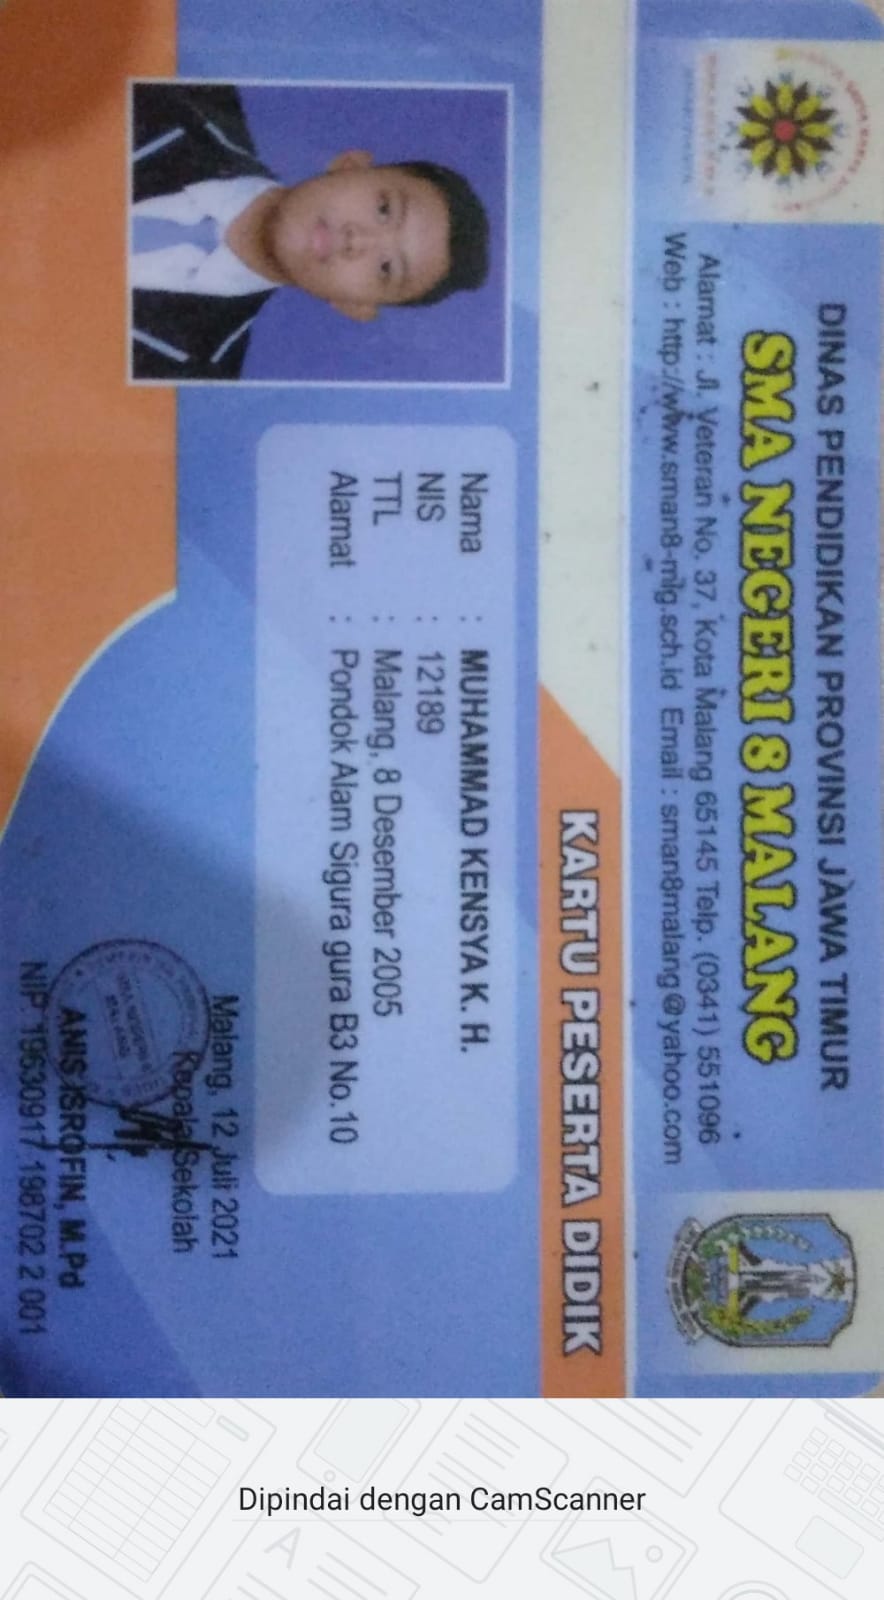 DINAS PENDIDIKAN PROVINSI JAWA TIMUR
SMA NEGERI 8 MALANG
Alamat : Jl. Veteran No. 37, Kota Malang 65145 Telp. (0341) 551096
Web : http://www.sman8-mlg.sch.id Email : sman8malang@yahoo.com
KARTU PESERTA DIDIK
Nama : MUHAMMAD KENSYA K. H.
NIS : 12189
TTL : Malang, 8 Desember 2005
Alamat : Pondok Alam Sigura gura B3 No.10
Malang, 12 Juli 2021
Kepala Sekolah
ANIS ISROFIN, M.Pd
NIP 19630917 198702 2 001
Dipindai dengan CamScanner